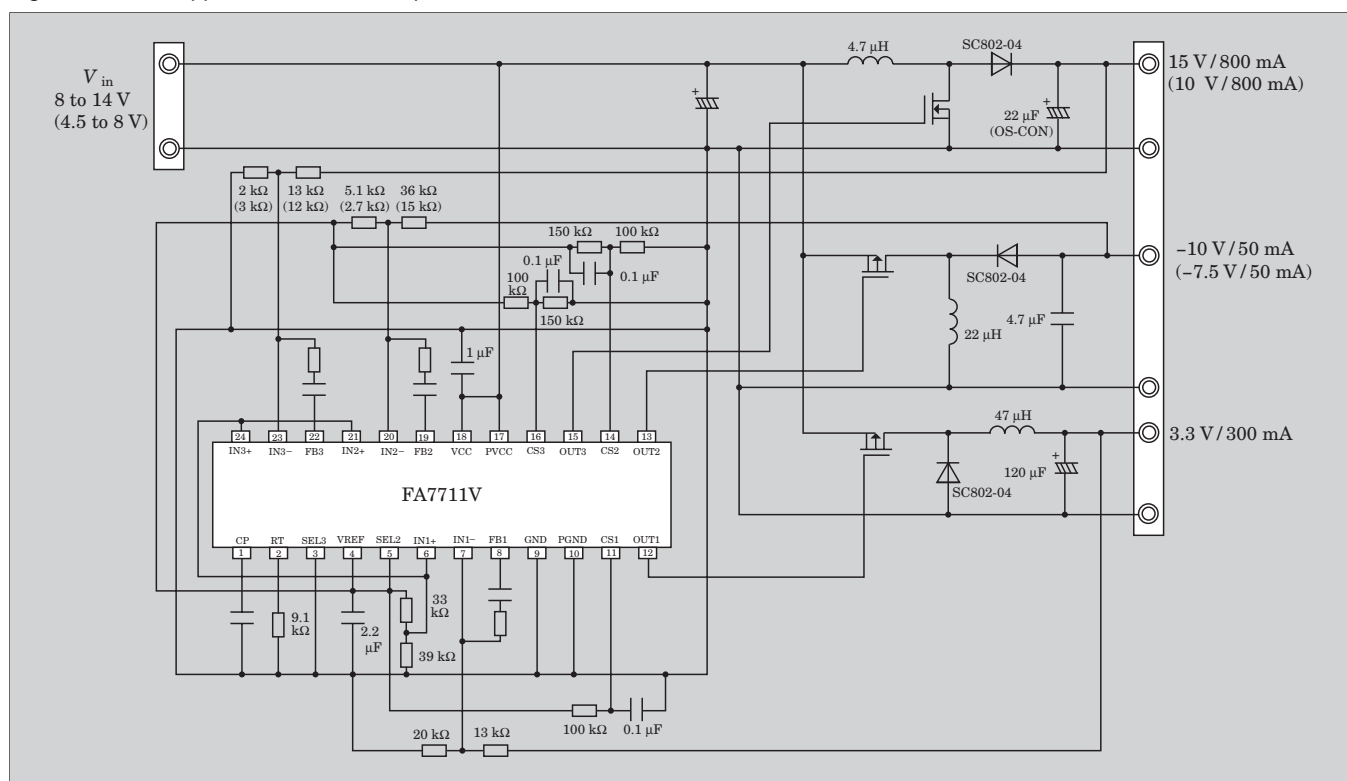 V in
8 to 14 V
(4.5 to 8 V)
4.7 μH
SC802-04
+
+
22 μF
(OS-CON)
15 V/800 mA
(10 V/800 mA)
2 kΩ
(3 kΩ)
13 kΩ
(12 kΩ)
5.1 kΩ
(2.7 kΩ)
36 kΩ
(15 kΩ)
150 kΩ
100 kΩ
0.1 μF
0.1 μF
100
kΩ
150 kΩ
SC802-04
−10 V/50 mA
(−7.5 V/50 mA)
22 μH
4.7 μF
1 μF
47 μH
+
120 μF
SC802-04
3.3 V/300 mA
24 23 22 21 20 19 18 17 16 15 14 13
IN3+ IN3− FB3 IN2+ IN2− FB2 VCC PVCC CS3 OUT3 CS2 OUT2
FA7711V
CP RT SEL3 VREF SEL2 IN1+ IN1− FB1 GND PGND CS1 OUT1
1 2 3 4 5 6 7 8 9 10 11 12
9.1
kΩ
2.2
μF
33
kΩ
39 kΩ
100 kΩ
0.1 μF
20 kΩ
13 kΩ